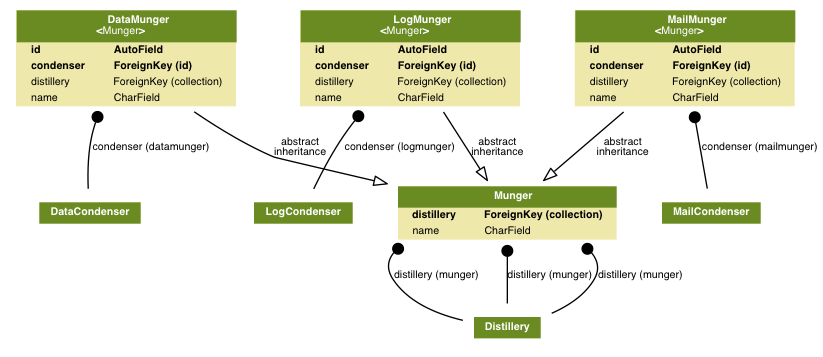 DataMunger
<Munger>
id AutoField
condenser ForeignKey (id)
distillery ForeignKey (collection)
name CharField
LogMunger
<Munger>
id AutoField
condenser ForeignKey (id)
distillery ForeignKey (collection)
name CharField
MailMunger
<Munger>
id AutoField
condenser ForeignKey (id)
distillery ForeignKey (collection)
name CharField
condenser (datamunger)
abstract
inheritance
condenser (logmunger)
abstract
inheritance
abstract
inheritance
condenser (mailmunger)
DataCondenser
LogCondenser
Munger
distillery ForeignKey (collection)
name CharField
MailCondenser
distillery (munger)
distillery (munger)
distillery (munger)
Distillery